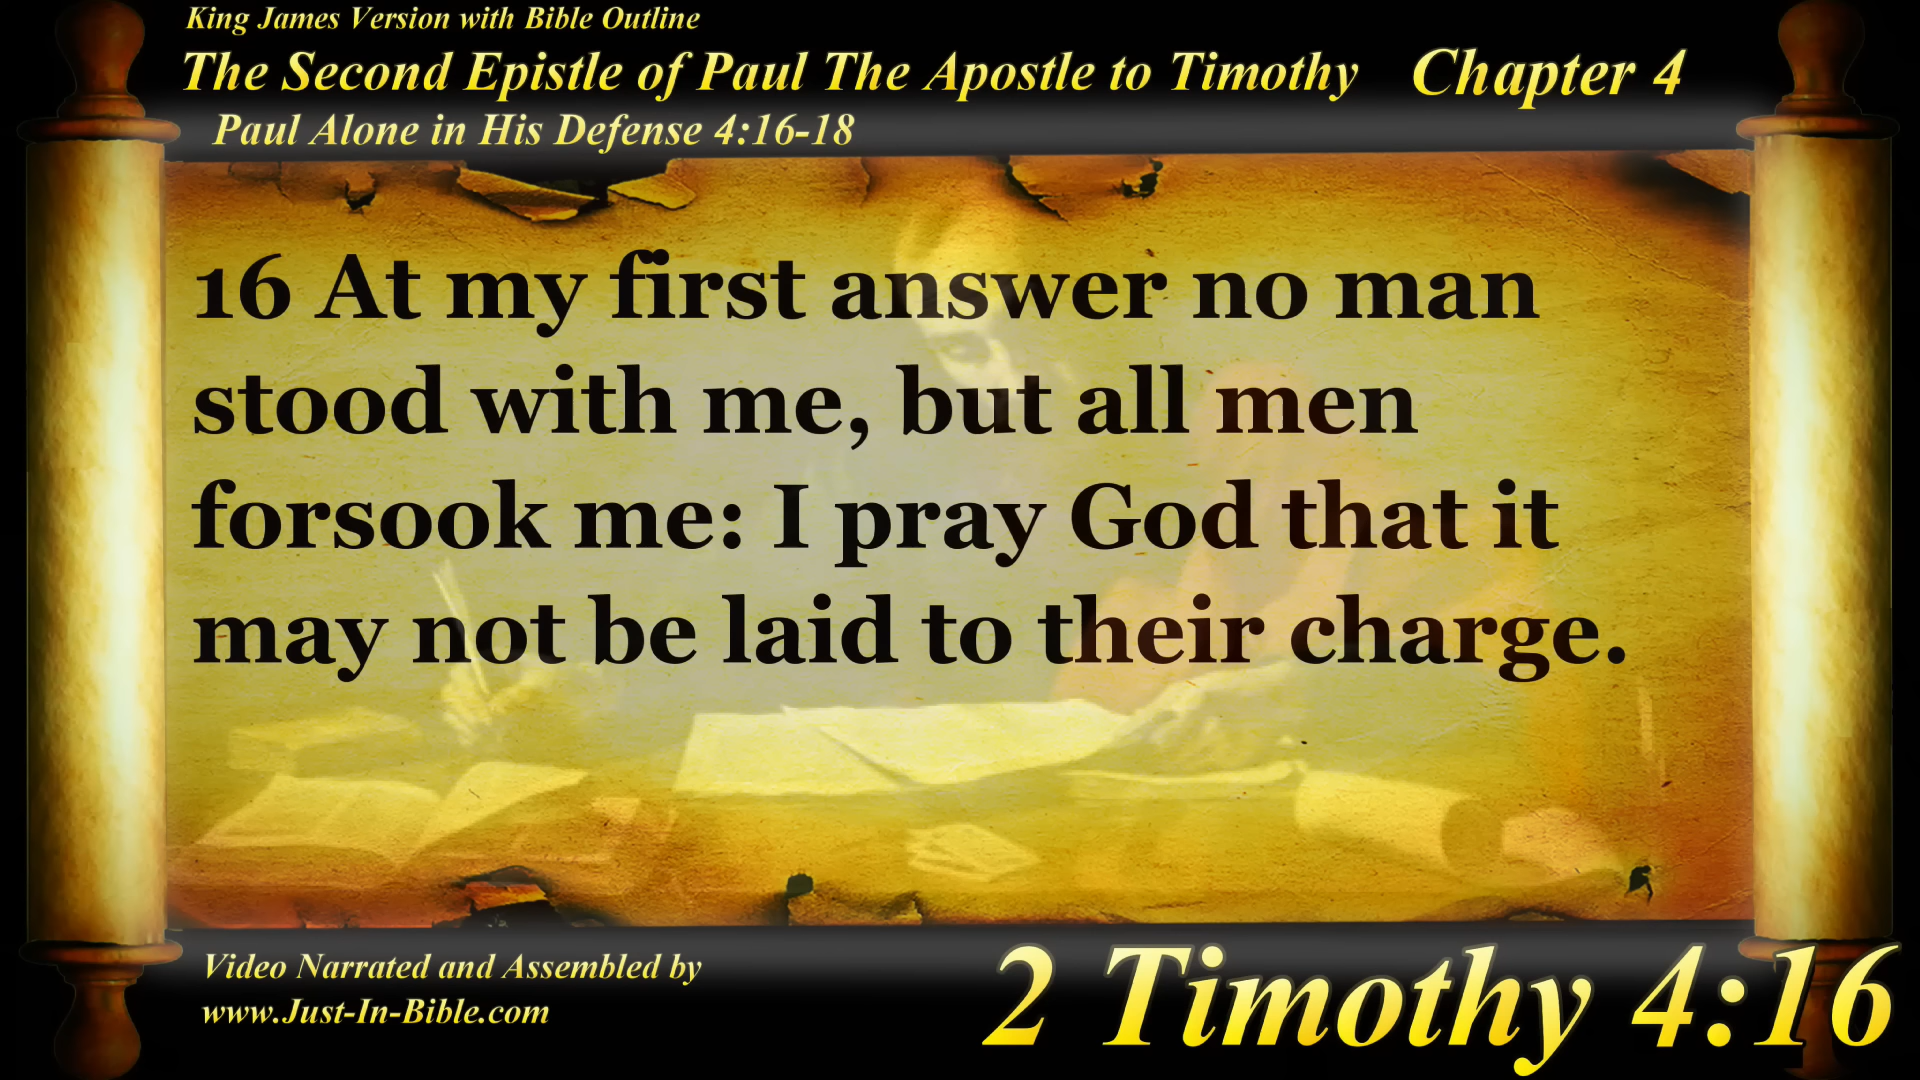 King James Version with Bible Outline
The Second Epistle of Paul The Apostle to Timothy Chapter 4
Paul Alone in His Defense 4:16-18
16 At my first answer no man
stood with me, but all men
forsook me: I pray God that it
may not be laid to their charge.
Video Narrated and Assembled by
www.Just-In-Bible.com
2 Timothy 4:16